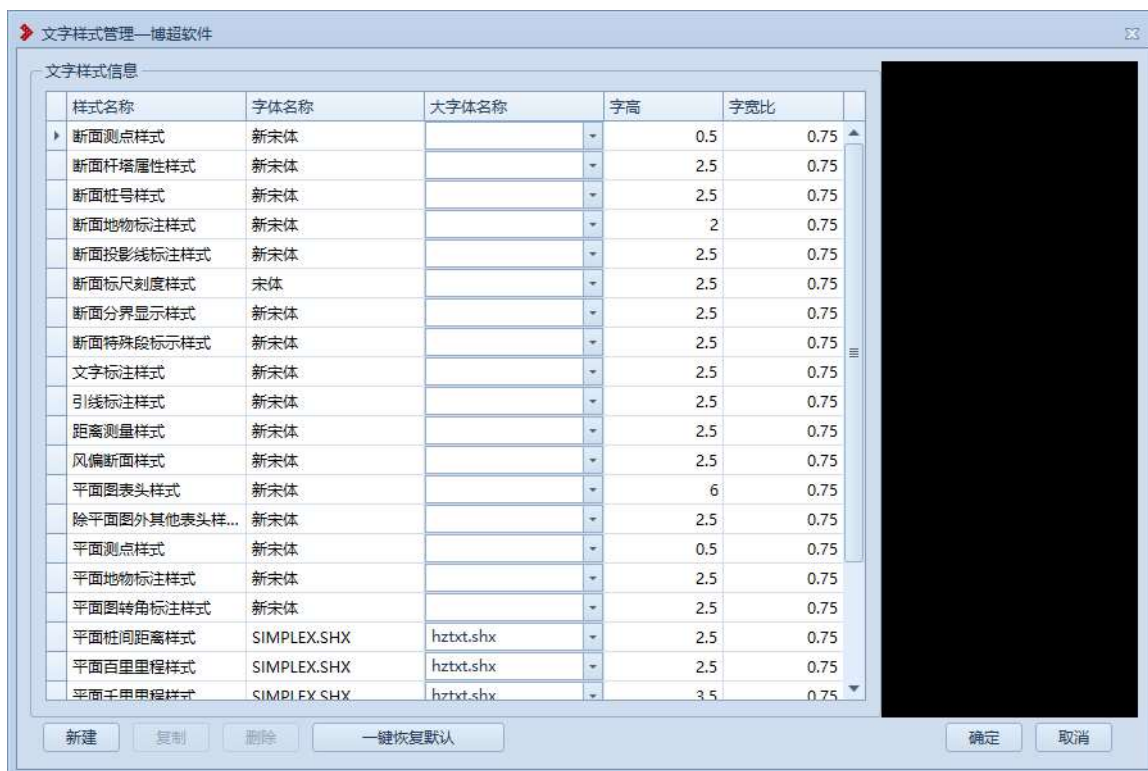 文字样式管理—博超软件
文字样式信息
样式名称 字体名称 大字体名称 字高 字宽比
断面测点样式 新宋体 0.5 0.75
断面杆塔属性样式 新宋体 2.5 0.75
断面桩号样式 新宋体 2.5 0.75
断面地物标注样式 新宋体 2 0.75
断面投影线标注样式 新宋体 2.5 0.75
断面标尺刻度样式 宋体 2.5 0.75
断面分界显示样式 新宋体 2.5 0.75
断面特殊段标示样式 新宋体 2.5 0.75
文字标注样式 新宋体 2.5 0.75
引线标注样式 新宋体 2.5 0.75
距离测量样式 新宋体 2.5 0.75
风偏断面样式 新宋体 2.5 0.75
平面图表头样式 新宋体 6 0.75
除平面图外其他表头样... 新宋体 2.5 0.75
平面测点样式 新宋体 0.5 0.75
平面地物标注样式 新宋体 2.5 0.75
平面图转角标注样式 新宋体 2.5 0.75
平面桩间距离样式 SIMPLEX.SHX hztxt.shx 2.5 0.75
平面百里里程样式 SIMPLEX.SHX hztxt.shx 2.5 0.75
平面千里里程样式 SIMPLEX.SHX hztxt.shx 3.5 0.75
新建 复制 删除 一键恢复默认 确定 取消